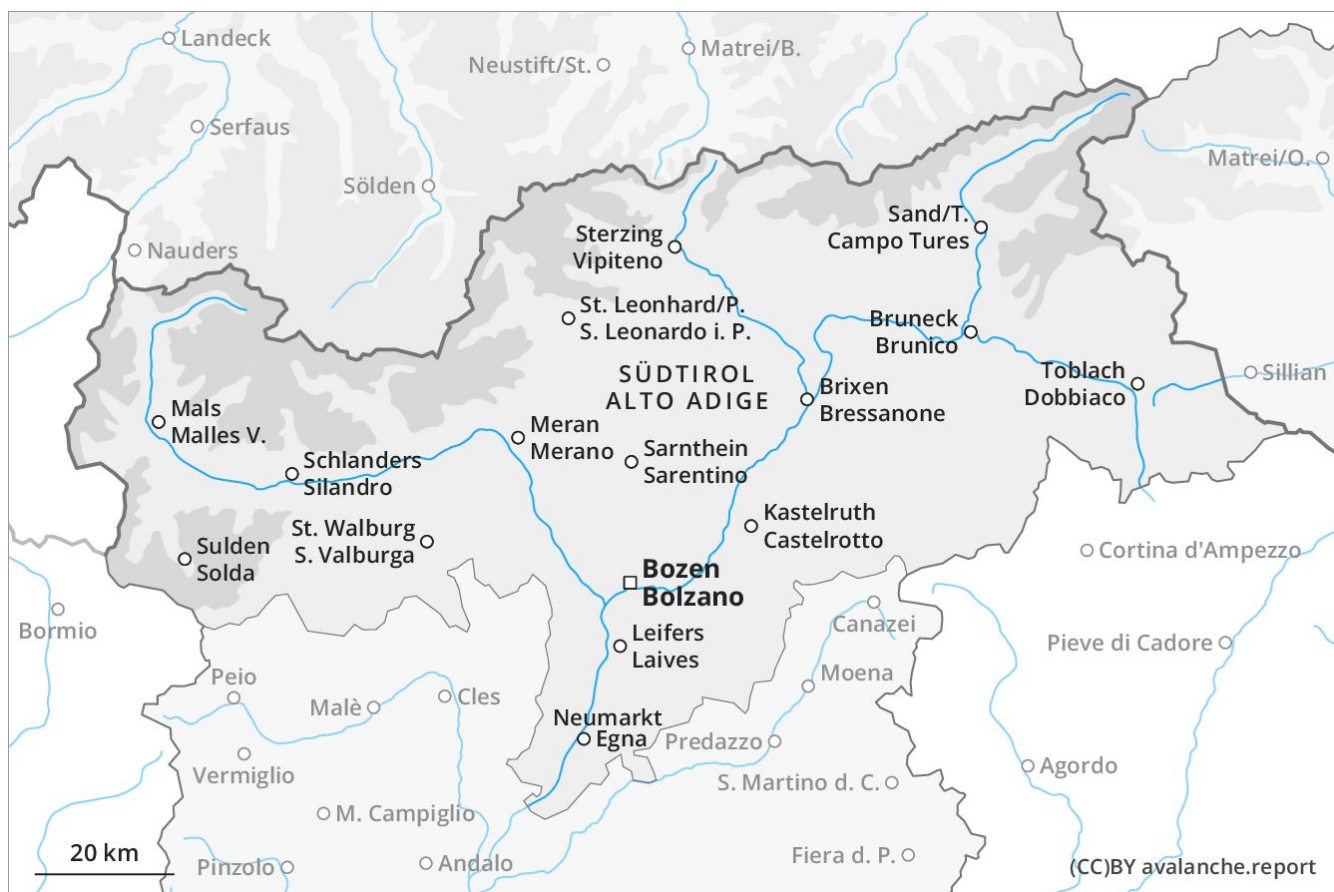 Landeck
Neustift/St.
Matrei/B.
Serfaus
Sölden
Matrei/O.
Nauders
Sterzing
Vipiteno
Sand/T.
Campo Tures
St. Leonhard/P.
S. Leonardo i. P.
Bruneck
Brunico
SÜDTIROL
ALTO ADIGE
Toblach
Dobbiaco
Sillian
Brixen
Bressanone
Mals
Malles V.
Meran
Merano
Sarnthein
Sarentino
Schlanders
Silandro
St. Walburg
S. Valburga
Kastelruth
Castelrotto
Sulden
Solda
Cortina d'Ampezzo
Bozen
Bolzano
Bormio
Canazei
Leifers
Laives
Pieve di Cadore
Peio
Moena
Malè
Cles
Neumarkt
Egna
Predazzo
Vermiglio
Agordo
S. Martino d. C.
M. Campiglio
20 km
Pinzolo
Andalo
Fiera d. P.
(CC)BY avalanche.report